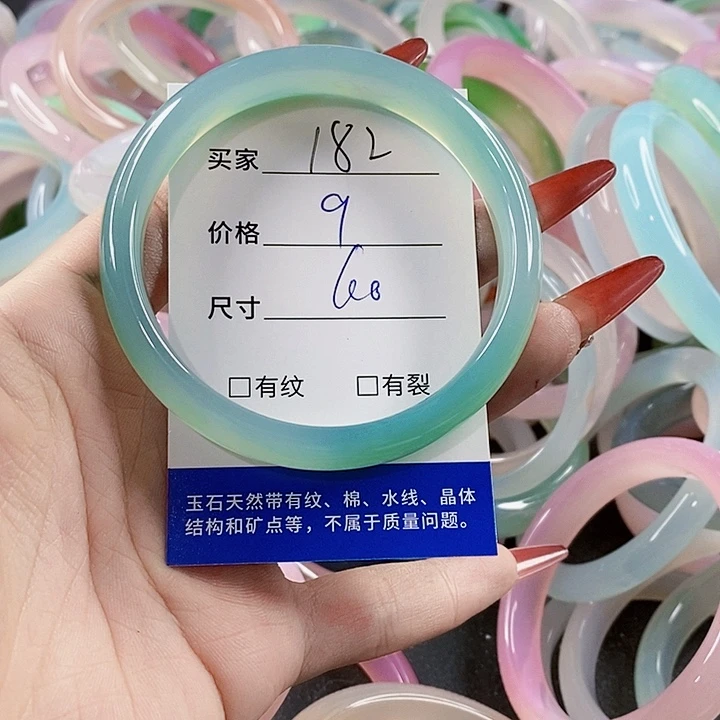 买家 182
价格 9
尺寸 60
□有纹 □有裂
玉石天然带有纹、棉、水线、晶体
结构和矿点等，不属于质量问题。